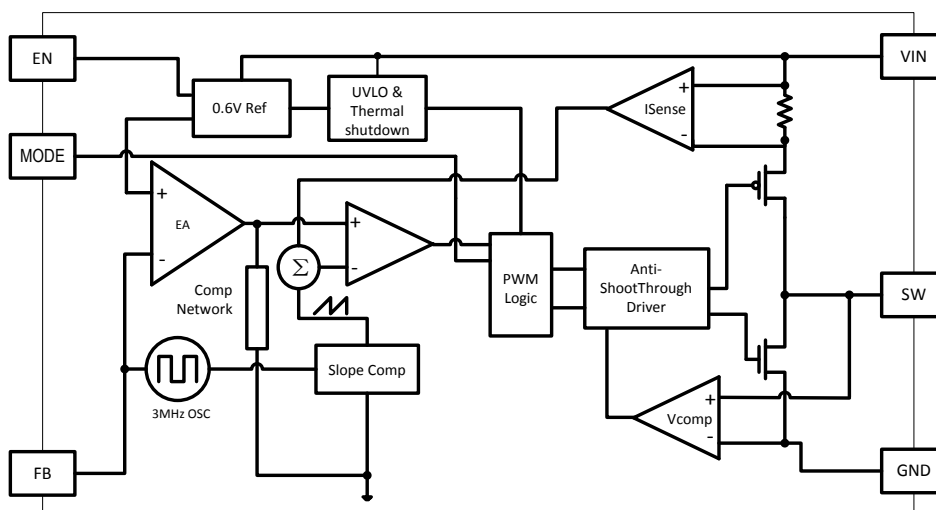 EN
VIN
0.6V Ref
UVLO &
Thermal
shutdown
+
ISense
-
MODE
+
EA
-
+
-
Σ
Comp
Network
PWM
Logic
Anti-
ShootThrough
Driver
SW
3MHz OSC
Slope Comp
+
Vcomp
-
FB
GND